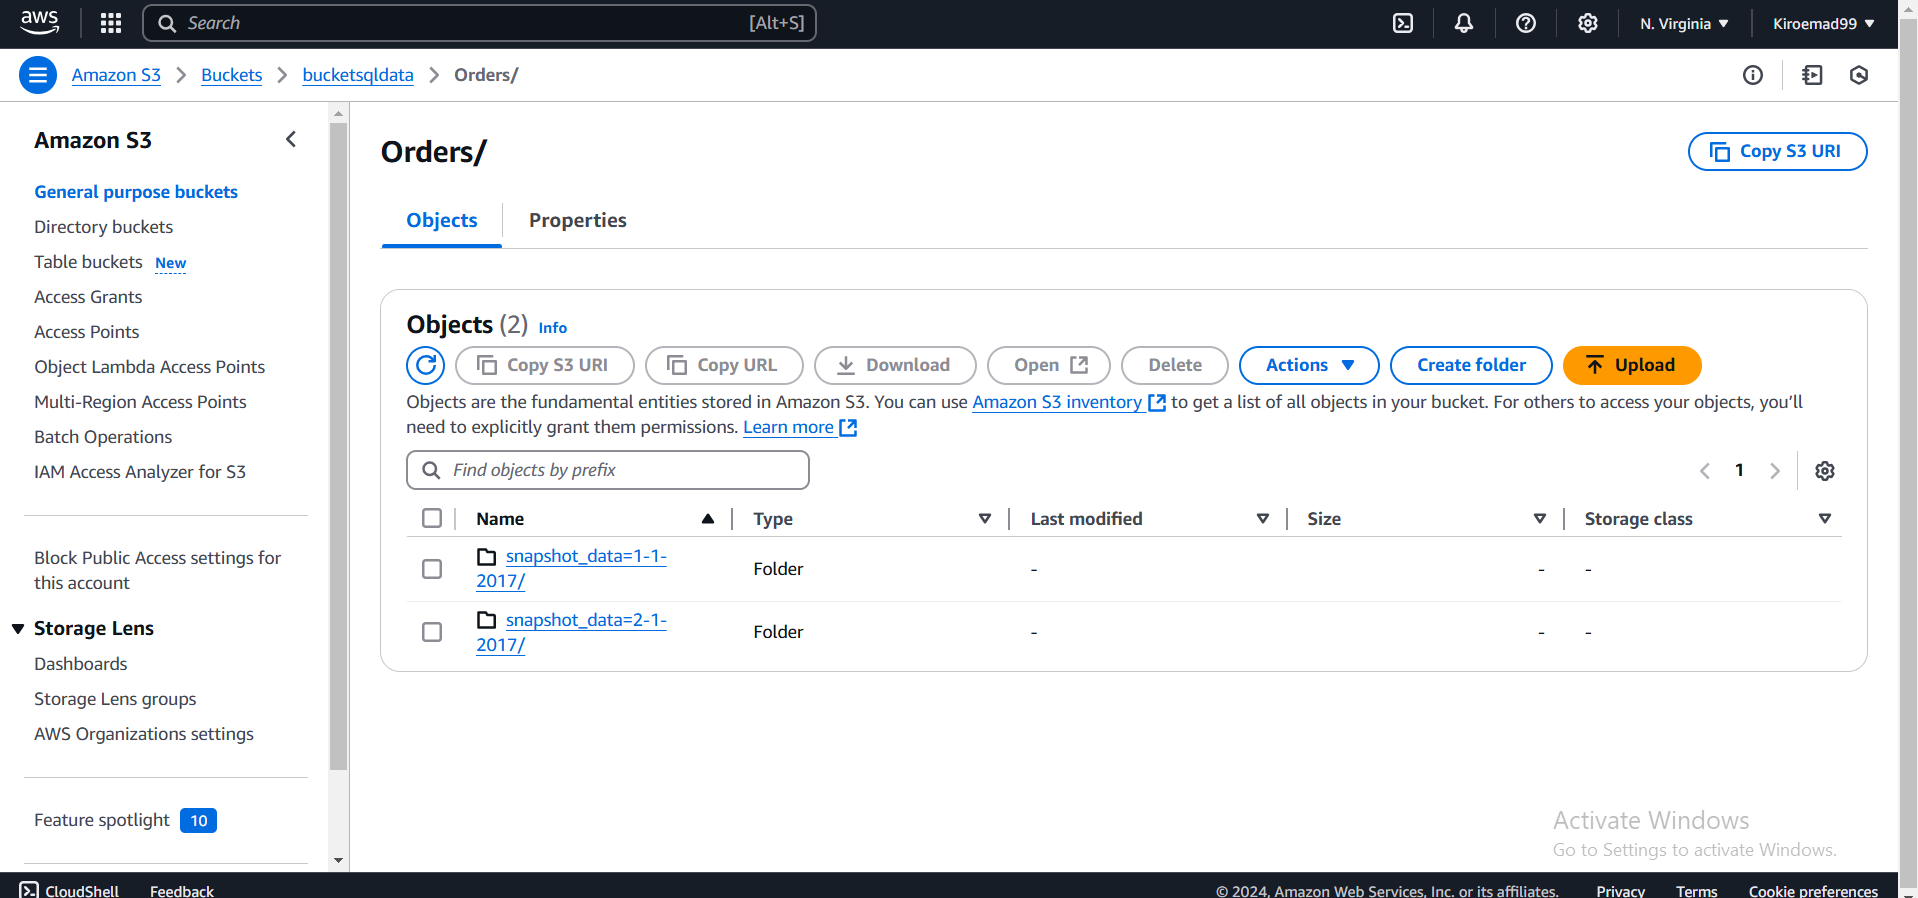 aws
Search
[Alt+S]
N. Virginia
Kiroemad99
Amazon S3
Buckets
bucketsqldata
Orders/
Amazon S3
General purpose buckets
Directory buckets
Table buckets New
Access Grants
Access Points
Object Lambda Access Points
Multi-Region Access Points
Batch Operations
IAM Access Analyzer for S3
Block Public Access settings for
this account
Storage Lens
Dashboards
Storage Lens groups
AWS Organizations settings
Feature spotlight 10
Orders/
Copy S3 URI
Objects
Properties
Objects (2) Info
Copy S3 URI
Copy URL
Download
Open
Delete
Actions
Create folder
Upload
Objects are the fundamental entities stored in Amazon S3. You can use Amazon S3 inventory to get a list of all objects in your bucket. For others to access your objects, you’ll
need to explicitly grant them permissions. Learn more
Find objects by prefix
1
Name
Type
Last modified
Size
Storage class
snapshot_data=1-1-
2017/
Folder
-
-
-
snapshot_data=2-1-
2017/
Folder
-
-
-
Activate Windows
Go to Settings to activate Windows.
CloudShell
Feedback
© 2024, Amazon Web Services, Inc. or its affiliates.
Privacy
Terms
Cookie preferences